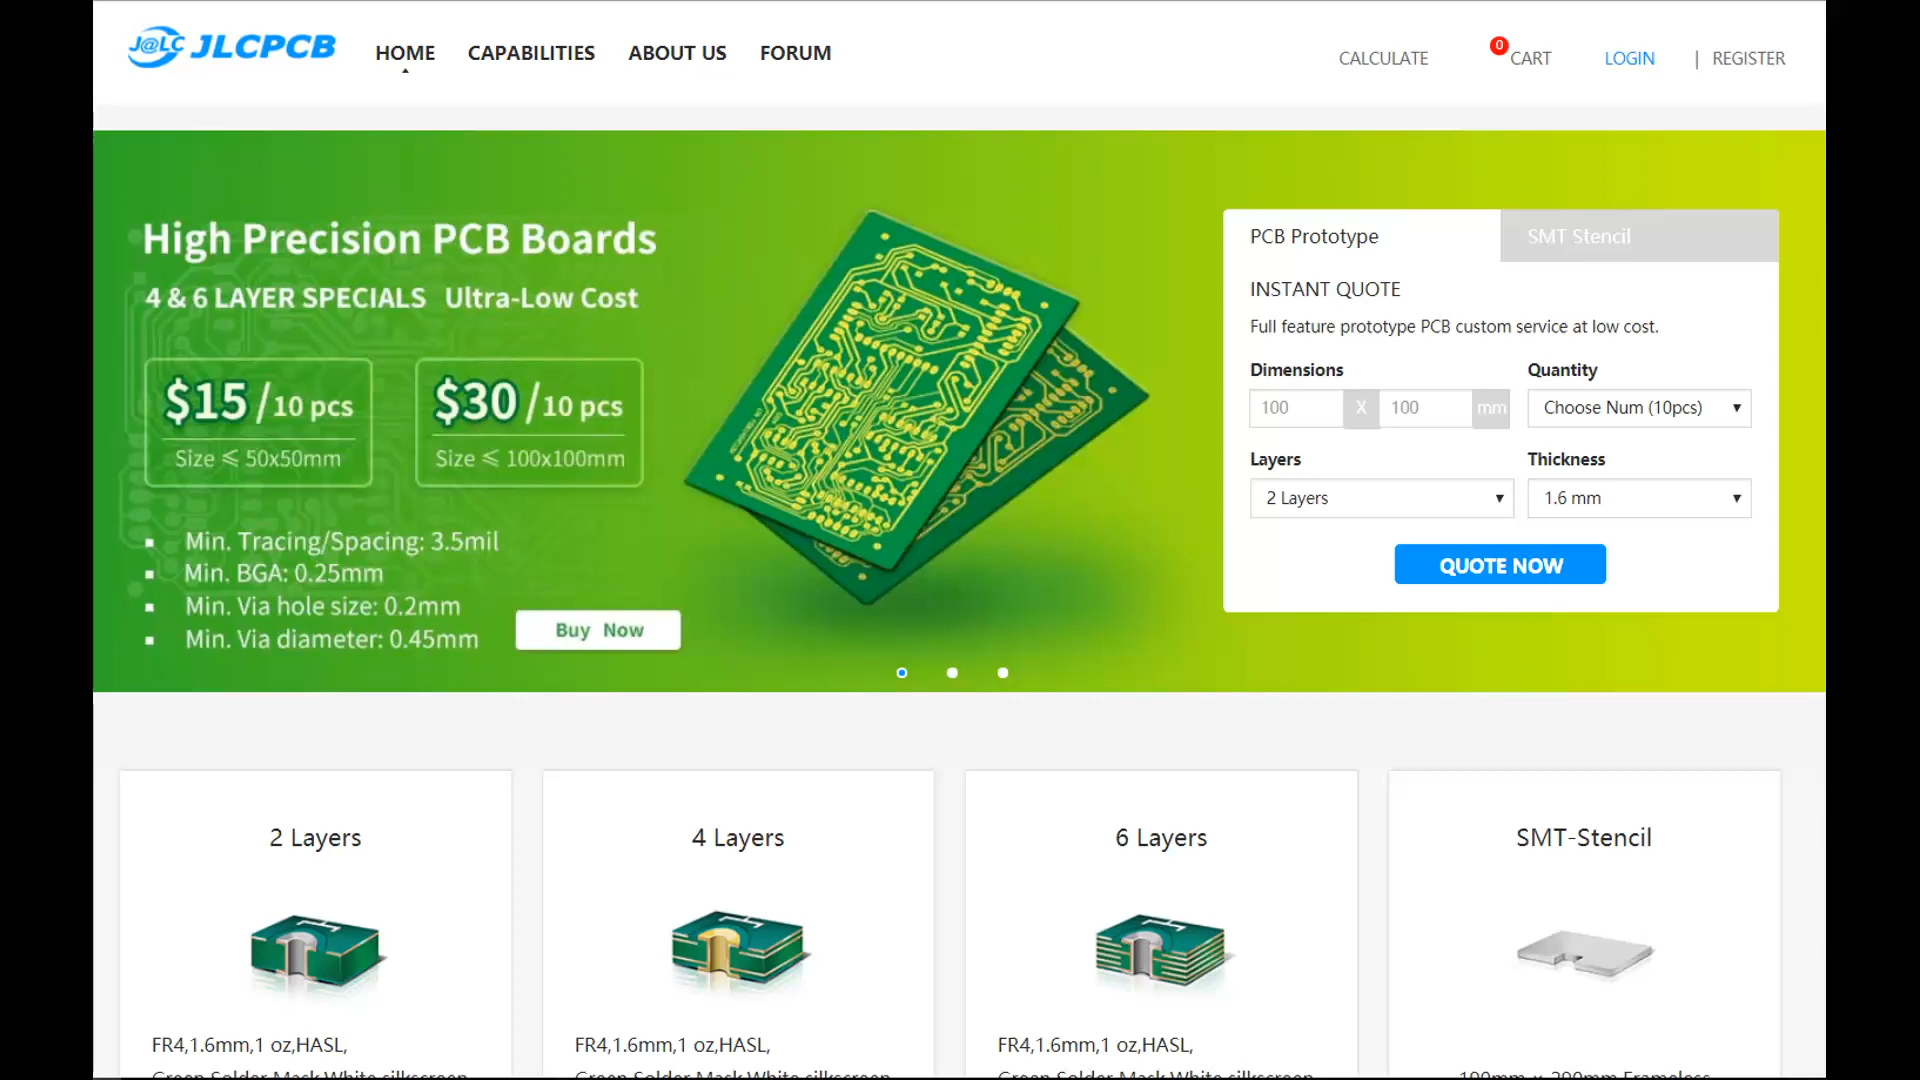 J@LC JLCPCB
HOME CAPABILITIES ABOUT US FORUM
CALCULATE 0 CART LOGIN | REGISTER
High Precision PCB Boards
4 & 6 LAYER SPECIALS Ultra-Low Cost
$15/10 pcs
Size ≤ 50x50mm
$30/10 pcs
Size ≤ 100x100mm
Min. Tracing/Spacing: 3.5mil
Min. BGA: 0.25mm
Min. Via hole size: 0.2mm
Min. Via diameter: 0.45mm
Buy Now
PCB Prototype
SMT Stencil
INSTANT QUOTE
Full feature prototype PCB custom service at low cost.
Dimensions
100 X 100 mm
Quantity
Choose Num (10pcs)
Layers
2 Layers
Thickness
1.6 mm
QUOTE NOW
2 Layers
FR4,1.6mm,1 oz,HASL,
Green Solder Mask White silkscreen
4 Layers
FR4,1.6mm,1 oz,HASL,
Green Solder Mask White silkscreen
6 Layers
FR4,1.6mm,1 oz,HASL,
Green Solder Mask White silkscreen
SMT-Stencil